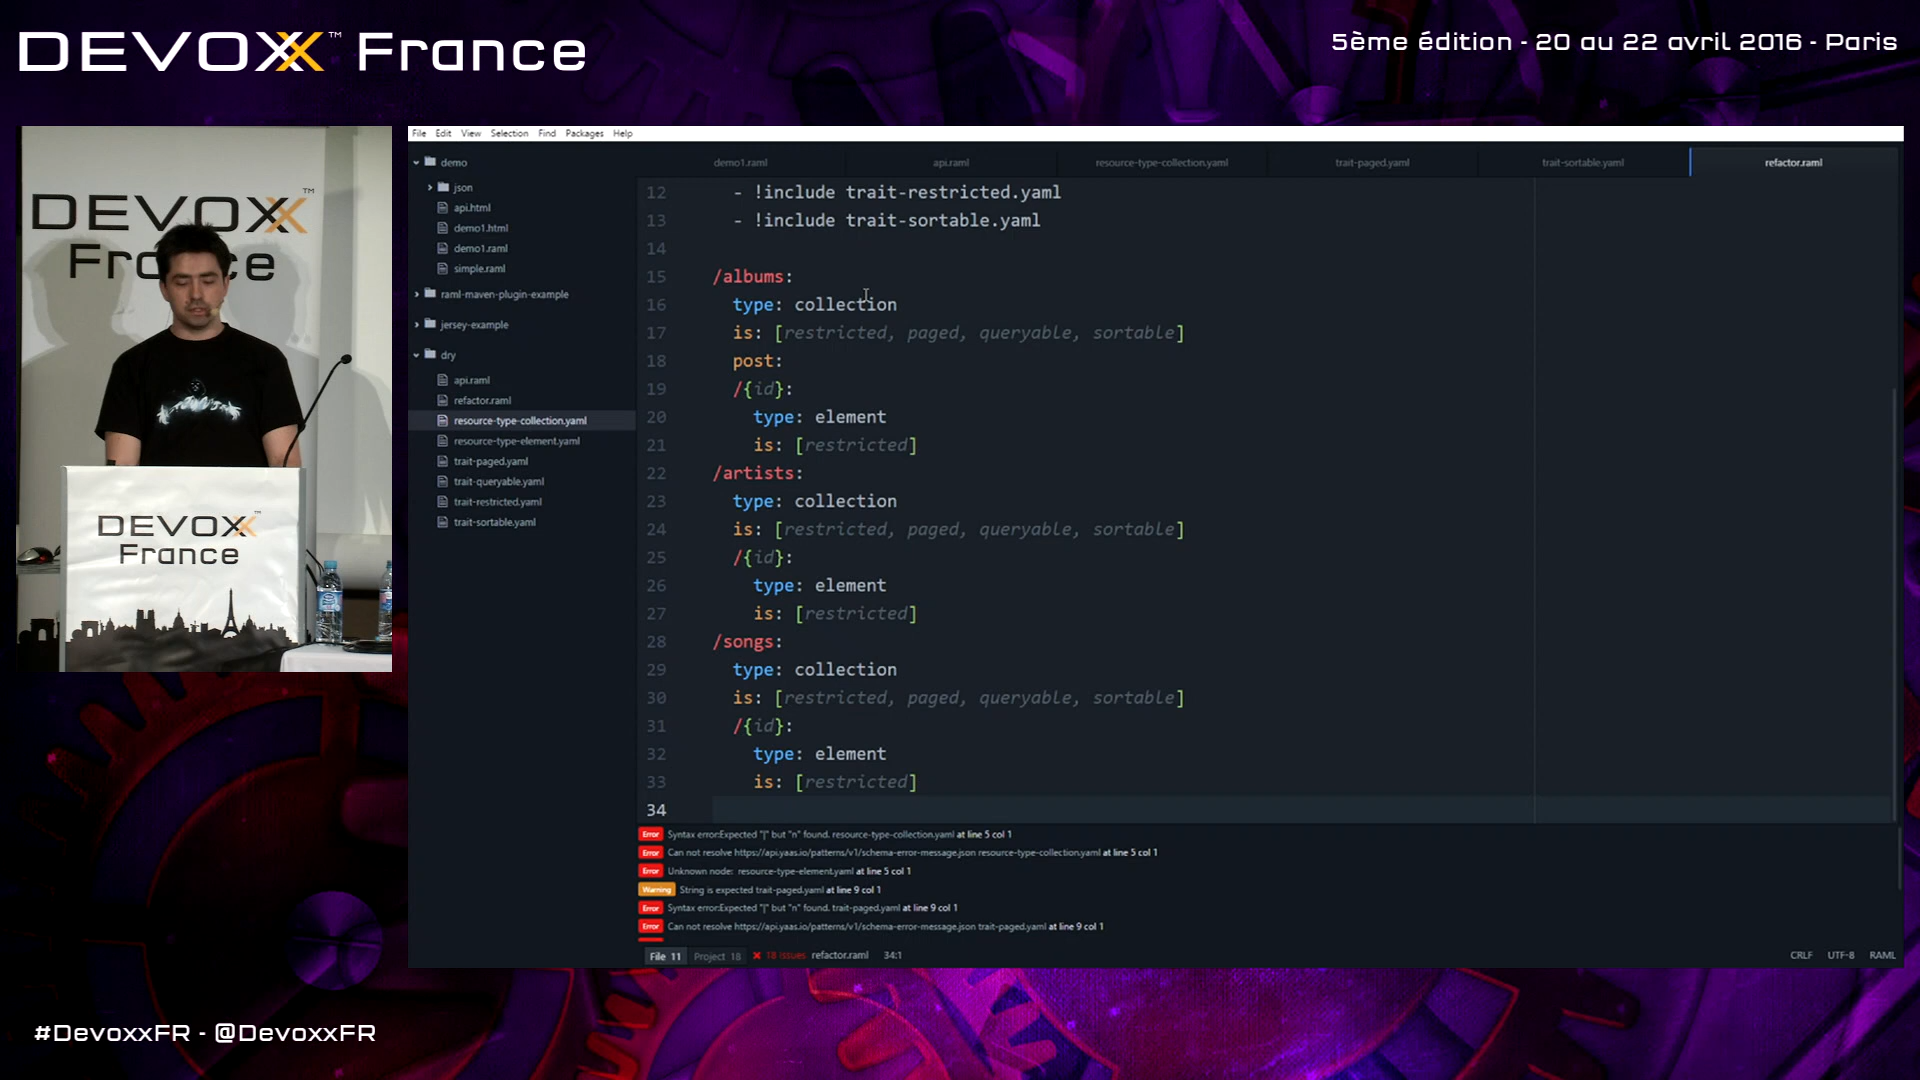 DEVOXX™ France
5ème édition - 20 au 22 avril 2016 - Paris
DEVOXX™
France
DEVOXX™
France
File Edit View Selection Find Packages Help
demo
json
api.html
demo1.html
demo1.raml
simple.raml
raml-maven-plugin-example
jersey-example
dry
api.raml
refactor.raml
resource-type-collection.yaml
resource-type-element.yaml
trait-paged.yaml
trait-queryable.yaml
trait-restricted.yaml
trait-sortable.yaml
demo1.raml api.raml resource-type-collection.yaml trait-paged.yaml trait-sortable.yaml refactor.raml
12 - !include trait-restricted.yaml
13 - !include trait-sortable.yaml
14
15 /albums:
16 type: collection
17 is: [restricted, paged, queryable, sortable]
18 post:
19 /{id}:
20 type: element
21 is: [restricted]
22 /artists:
23 type: collection
24 is: [restricted, paged, queryable, sortable]
25 /{id}:
26 type: element
27 is: [restricted]
28 /songs:
29 type: collection
30 is: [restricted, paged, queryable, sortable]
31 /{id}:
32 type: element
33 is: [restricted]
34
Error Syntax error:Expected "|" but "n" found. resource-type-collection.yaml at line 5 col 1
Error Can not resolve https://api.yaas.io/patterns/v1/schema-error-message.json resource-type-collection.yaml at line 5 col 1
Error Unknown node: resource-type-element.yaml at line 5 col 1
Warning String is expected trait-paged.yaml at line 9 col 1
Error Syntax error:Expected "|" but "n" found. trait-paged.yaml at line 9 col 1
Error Can not resolve https://api.yaas.io/patterns/v1/schema-error-message.json trait-paged.yaml at line 9 col 1
File 11 Project 18 18 Issues refactor.raml 34:1 CRLF UTF-8 RAML
#DevoxxFR - @DevoxxFR